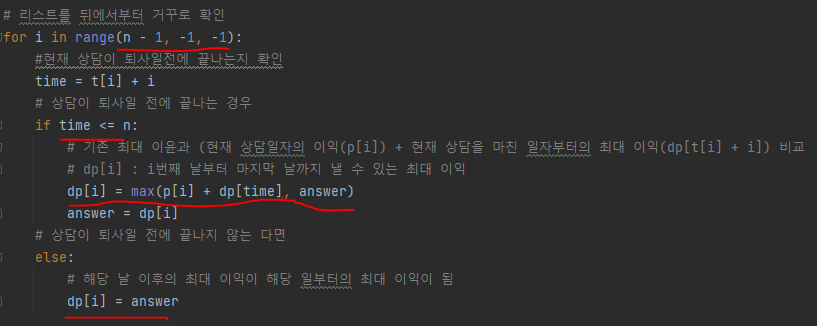 # 리스트를 뒤에서부터 거꾸로 확인
for i in range(n - 1, -1, -1):
#현재 상담이 퇴사일전에 끝나는지 확인
time = t[i] + i
# 상담이 퇴사일 전에 끝나는 경우
if time <= n:
# 기존 최대 이윤과 (현재 상담일자의 이익(p[i]) + 현재 상담을 마친 일자부터의 최대 이익(dp[t[i] + i]) 비교
# dp[i] : i번째 날부터 마지막 날까지 낼 수 있는 최대 이익
dp[i] = max(p[i] + dp[time], answer)
answer = dp[i]
# 상담이 퇴사일 전에 끝나지 않는 다면
else:
# 해당 날 이후의 최대 이익이 해당 일부터의 최대 이익이 됨
dp[i] = answer